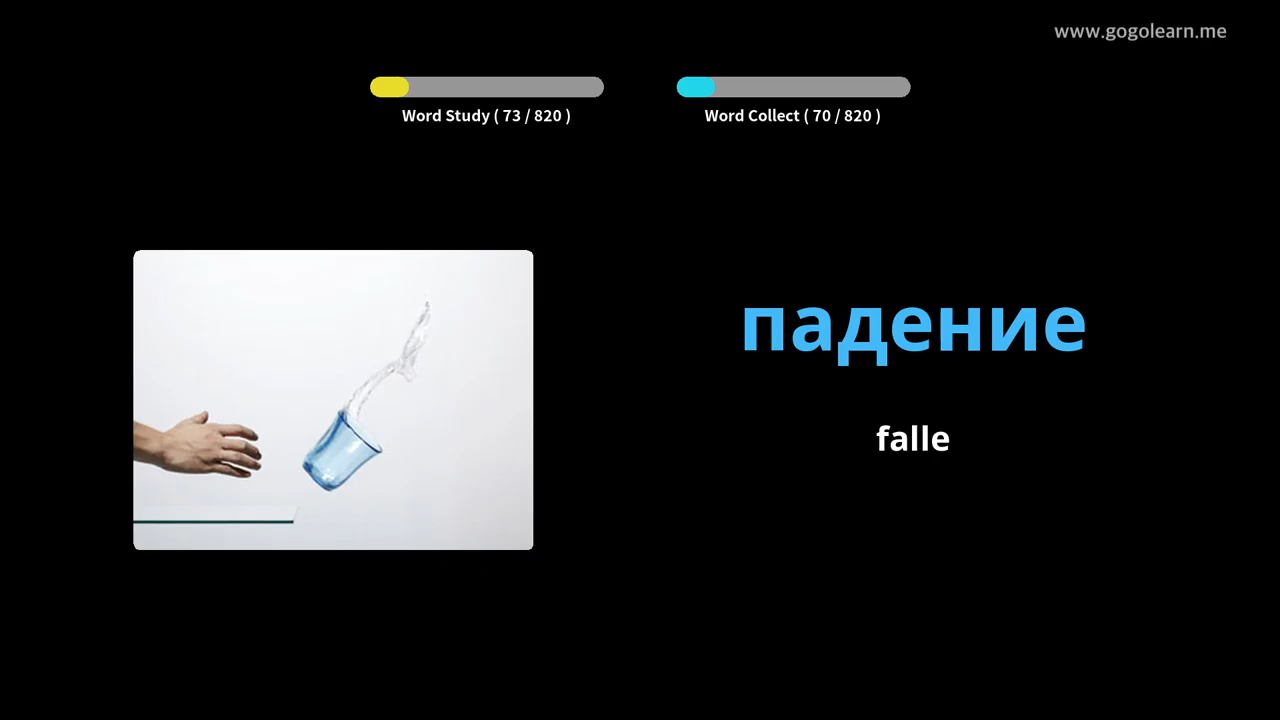 www.gogolearn.me
Word Study ( 73 / 820 )
Word Collect ( 70 / 820 )
падение
falle